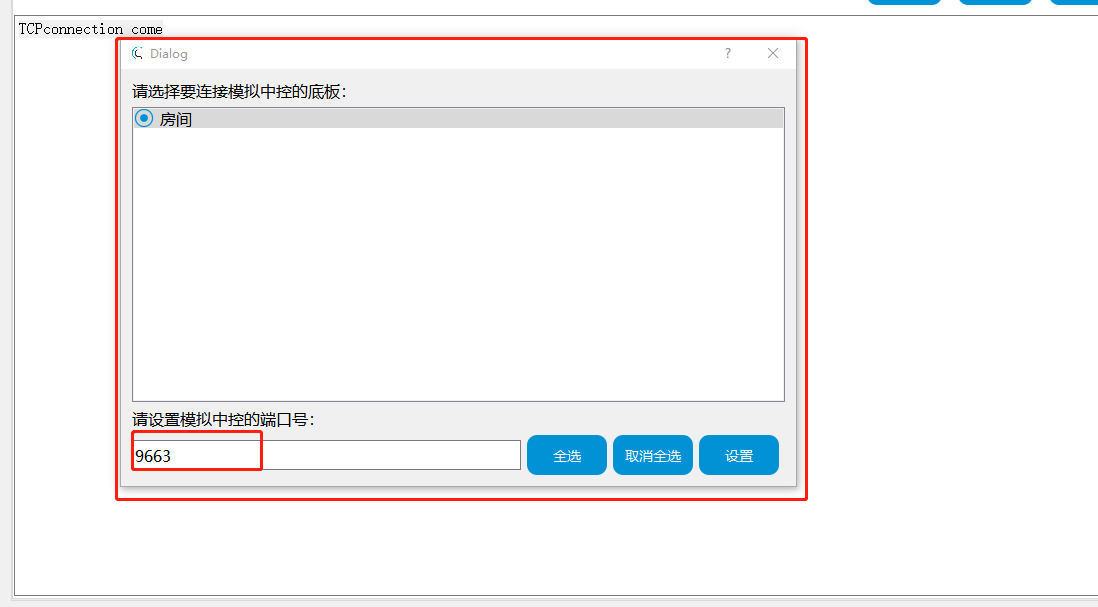 TCPconnection come
Dialog
?
请选择要连接模拟中控的底板：
房间
请设置模拟中控的端口号：
9663
全选
取消全选
设置